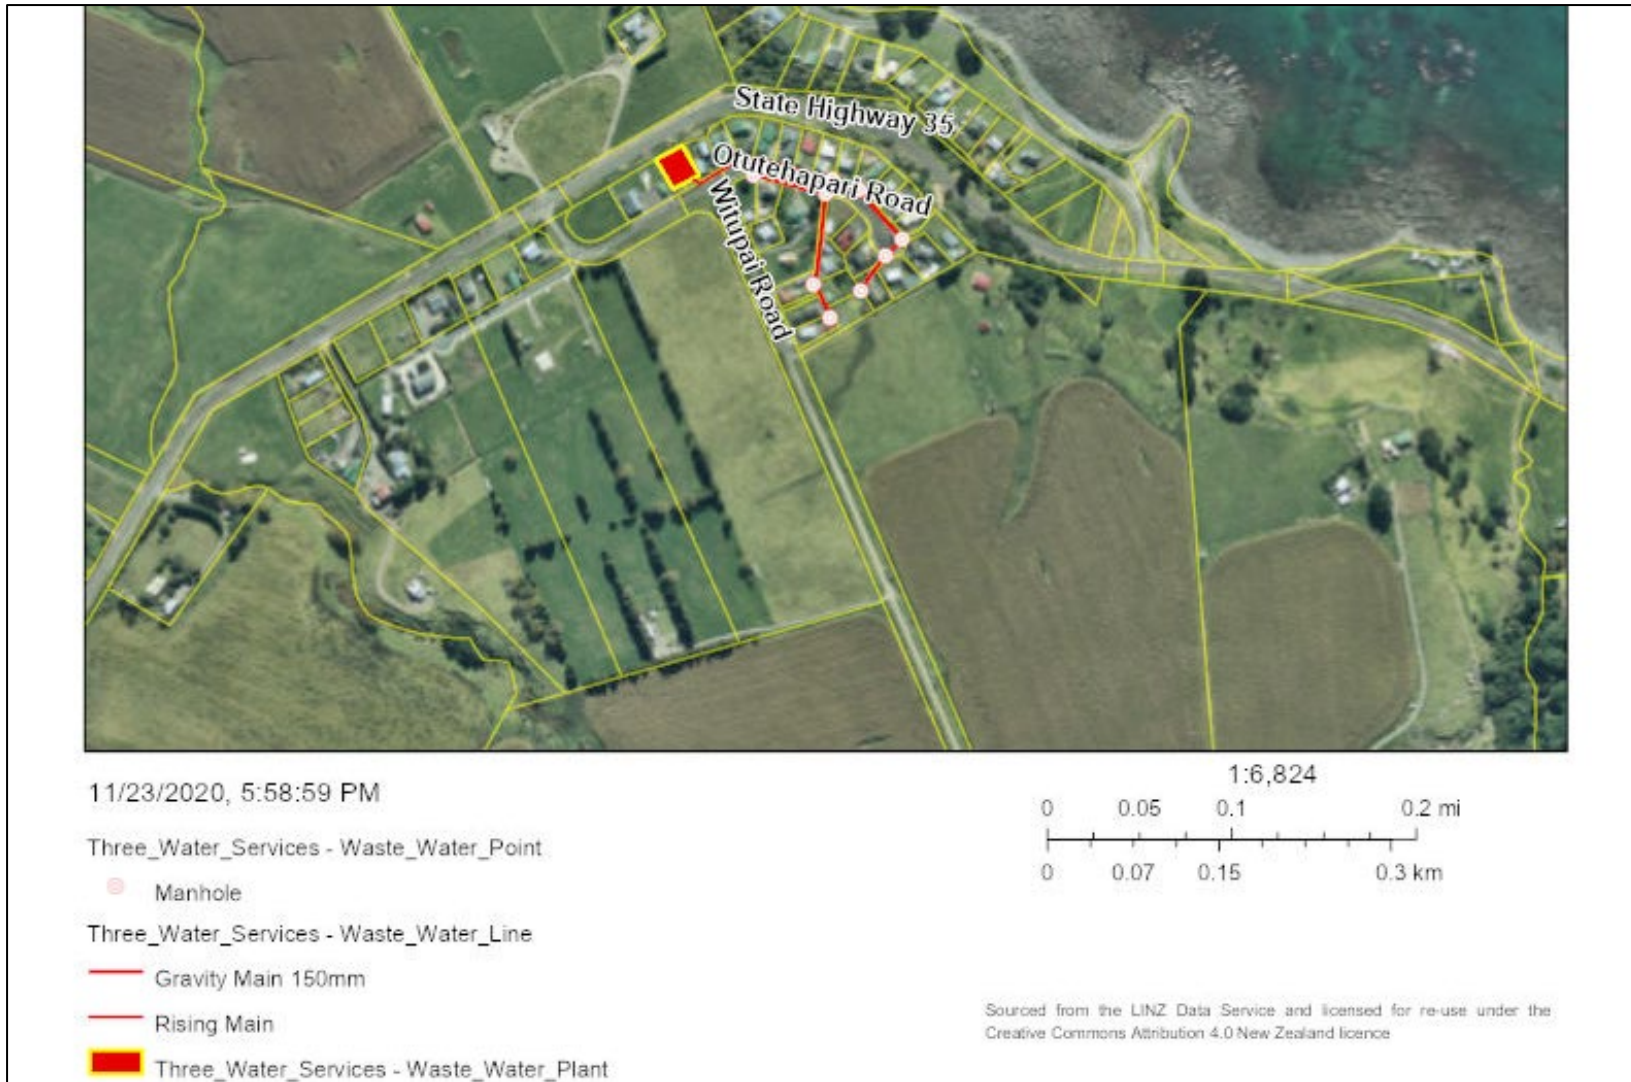 State Highway 35
Otutehapari Road
Witupai Road
11/23/2020, 5:58:59 PM
Three_Water_Services - Waste_Water_Point
Manhole
Three_Water_Services - Waste_Water_Line
Gravity Main 150mm
Rising Main
Three_Water_Services - Waste_Water_Plant
1:6,824
0 0.05 0.1 0.2 mi
0 0.07 0.15 0.3 km
Sourced from the LINZ Data Service and licensed for re-use under the
Creative Commons Attribution 4.0 New Zealand licence